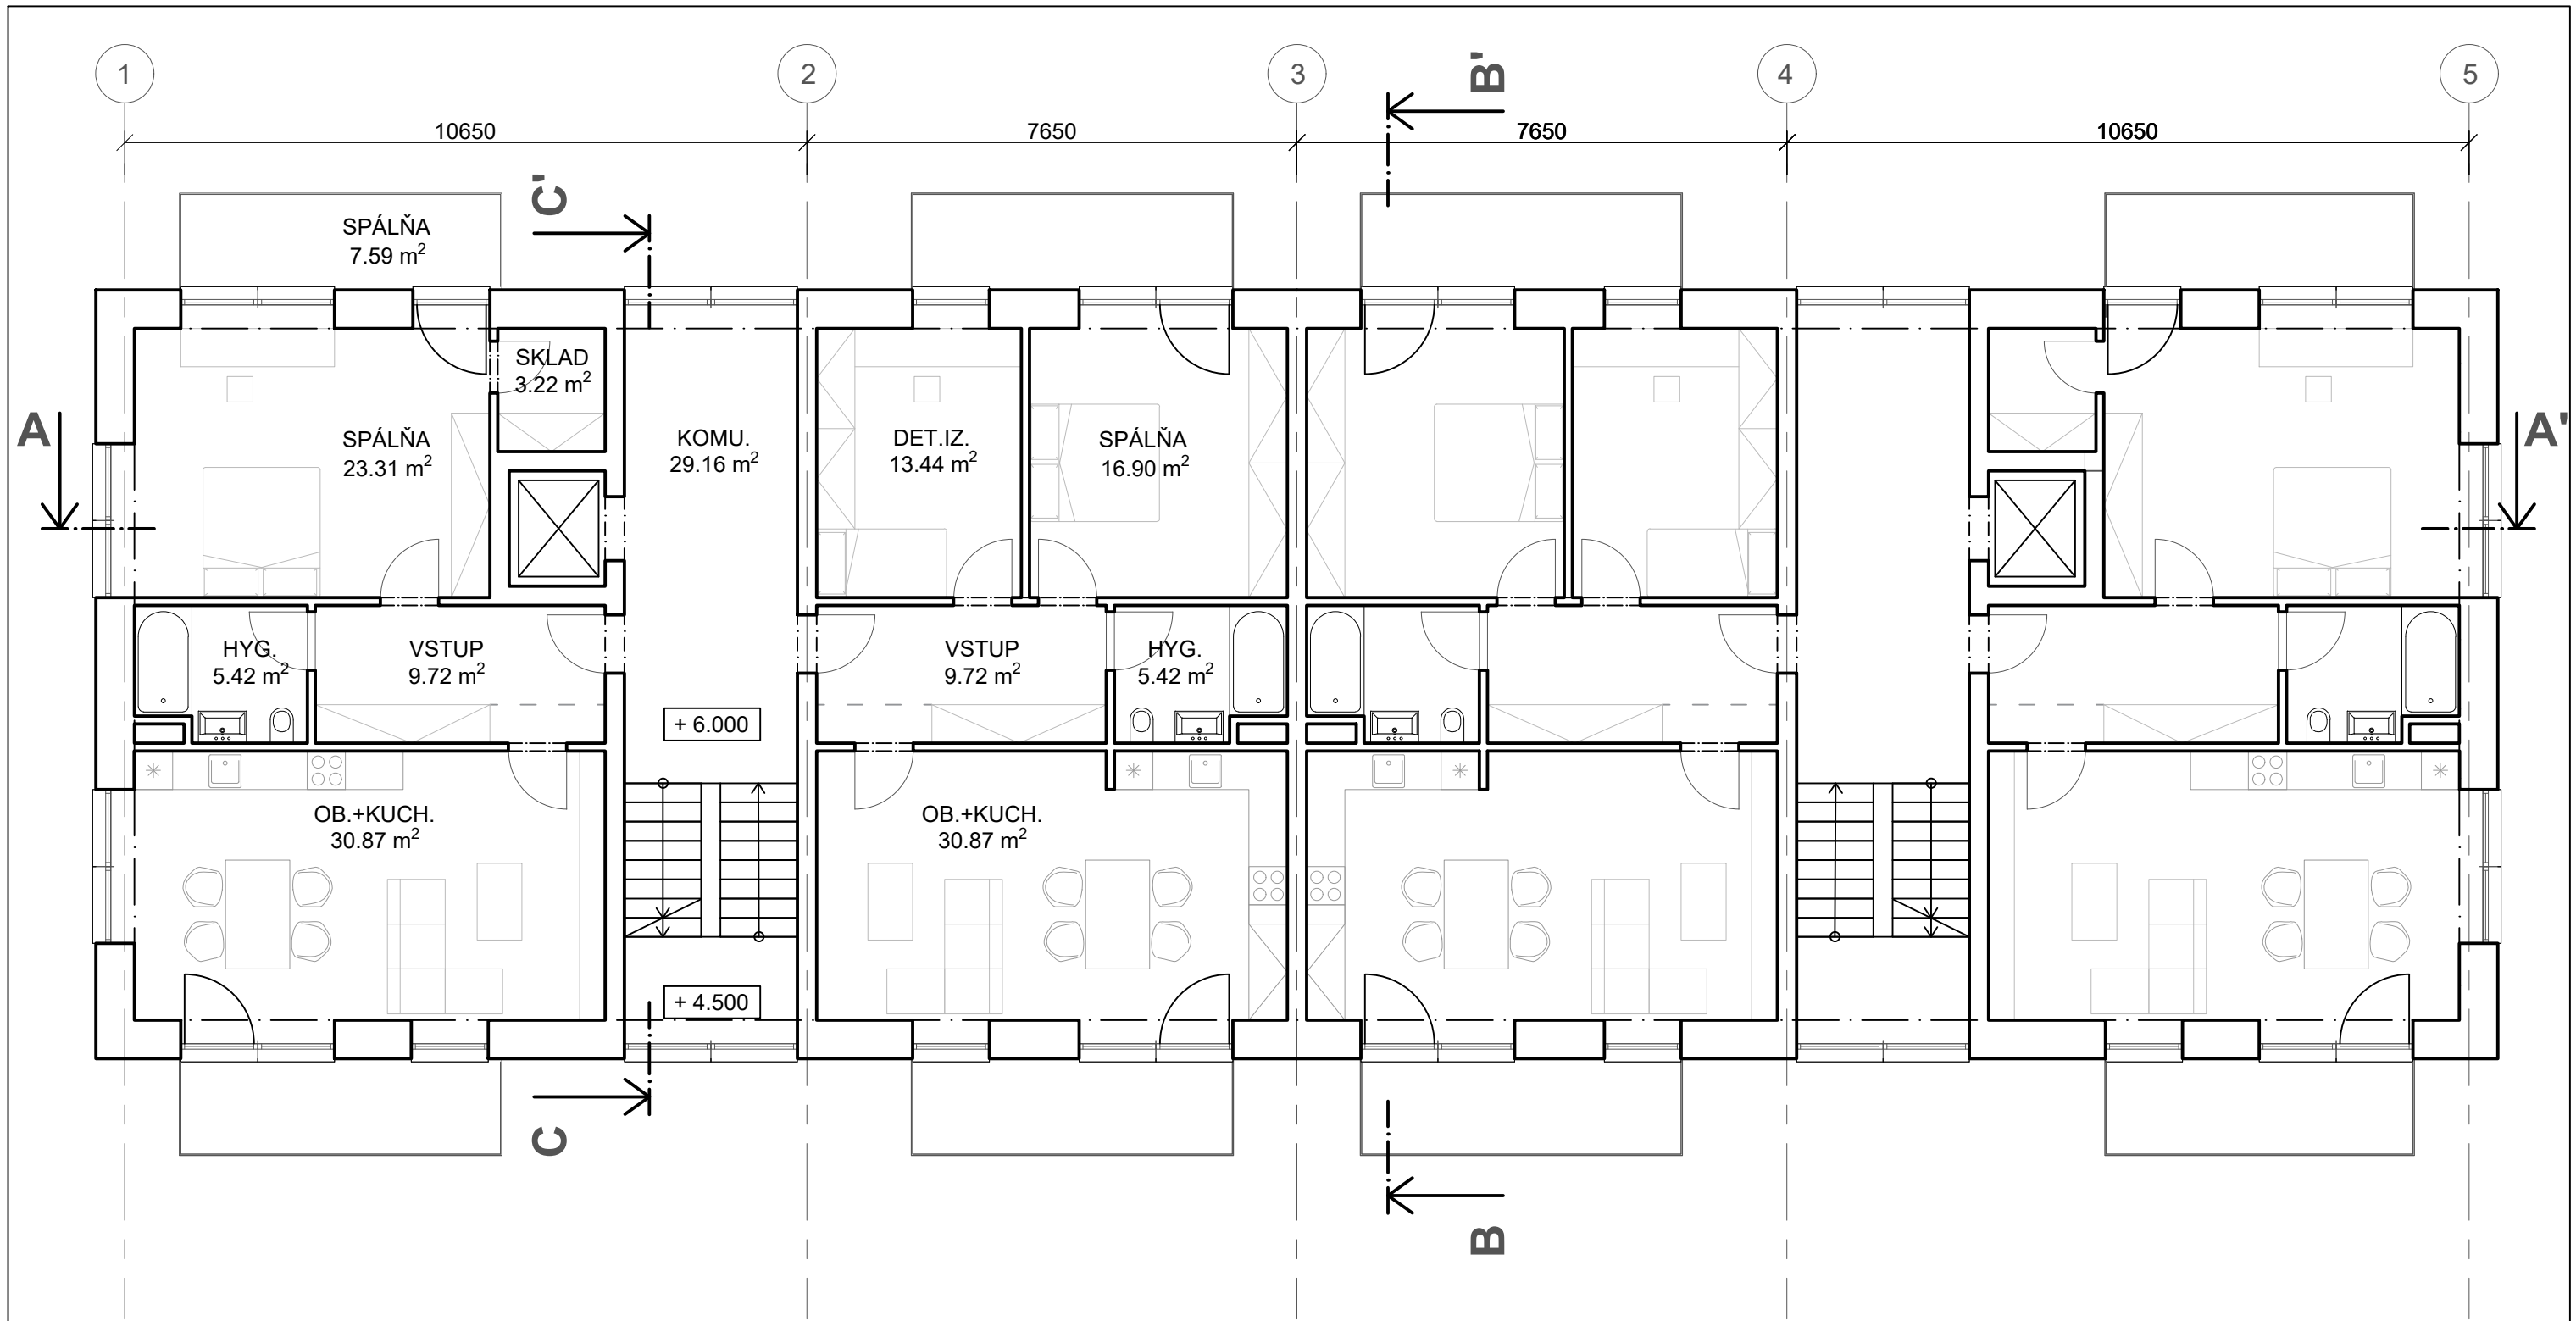 1
2
3
4
5
B'
10650
7650
7650
10650
C'
SPÁLŇA
7.59 m²
SKLAD
3.22 m²
A
SPÁLŇA
23.31 m²
KOMU.
29.16 m²
DET.IZ.
13.44 m²
SPÁLŇA
16.90 m²
A'
HYG.
5.42 m²
VSTUP
9.72 m²
VSTUP
9.72 m²
HYG.
5.42 m²
+ 6.000
OB.+KUCH.
30.87 m²
OB.+KUCH.
30.87 m²
+ 4.500
C
B